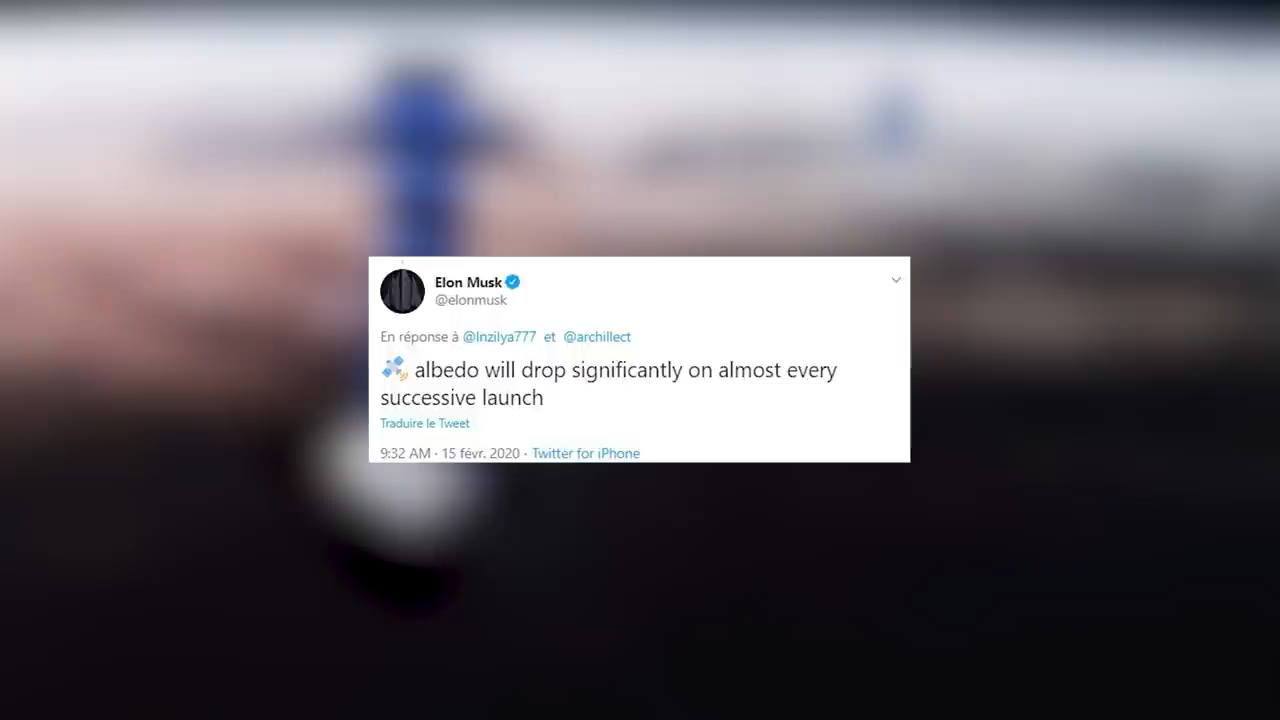 Elon Musk
@elonmusk
En réponse à @Inzilya777 et @archillect
🛰️ albedo will drop significantly on almost every
successive launch
Traduire le Tweet
9:32 AM · 15 févr. 2020 · Twitter for iPhone